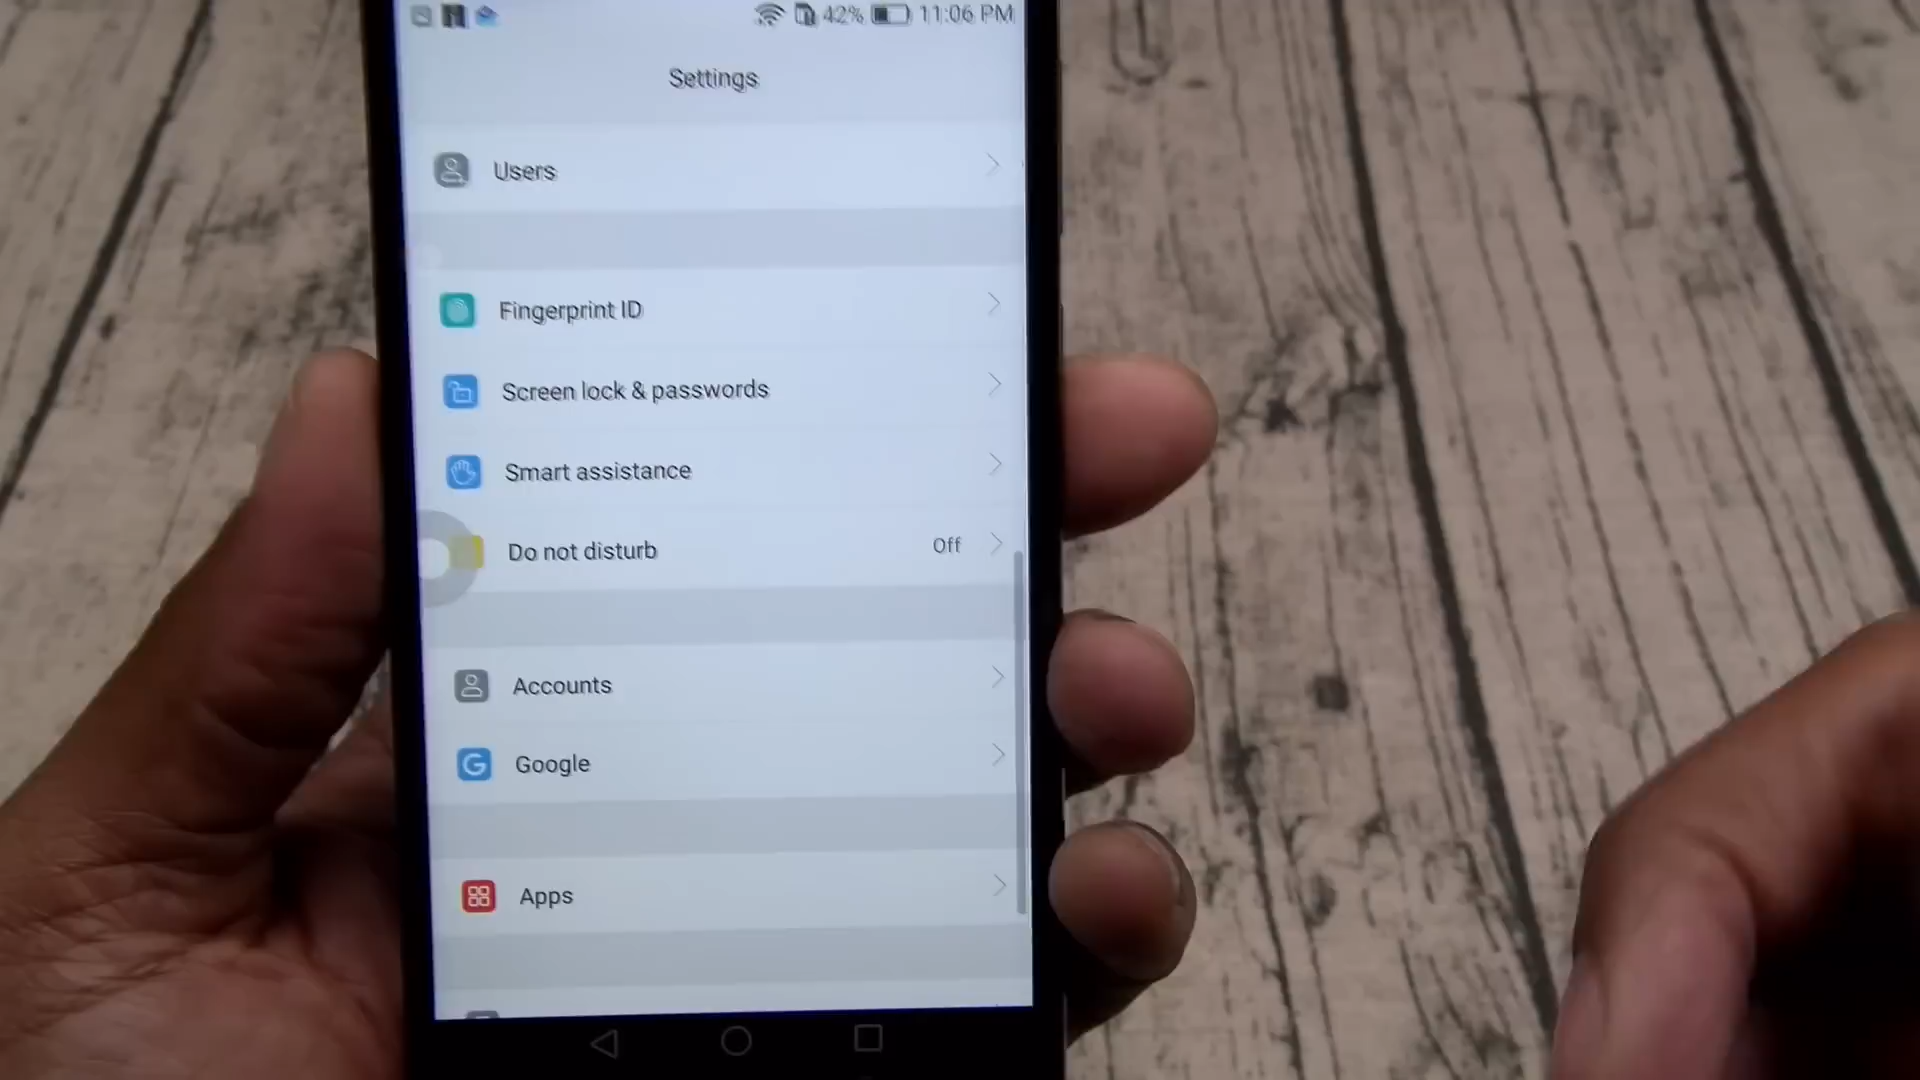 42% 11:06 PM
Settings
Users
Fingerprint ID
Screen lock & passwords
Smart assistance
Do not disturb Off
Accounts
Google
Apps